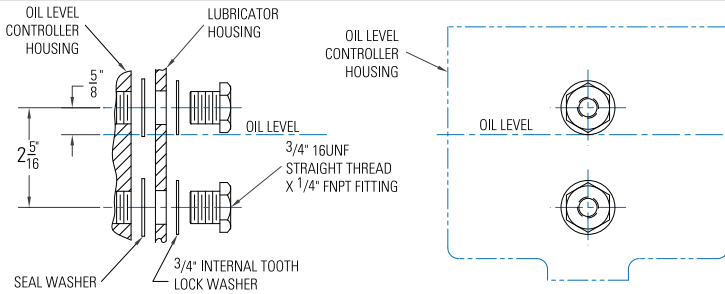 OIL LEVEL
CONTROLLER
HOUSING
LUBRICATOR
HOUSING
5/8"
OIL LEVEL
2 5/16"
3/4" 16UNF
STRAIGHT THREAD
X 1/4" FNPT FITTING
SEAL WASHER
3/4" INTERNAL TOOTH
LOCK WASHER
OIL LEVEL
CONTROLLER
HOUSING
OIL LEVEL